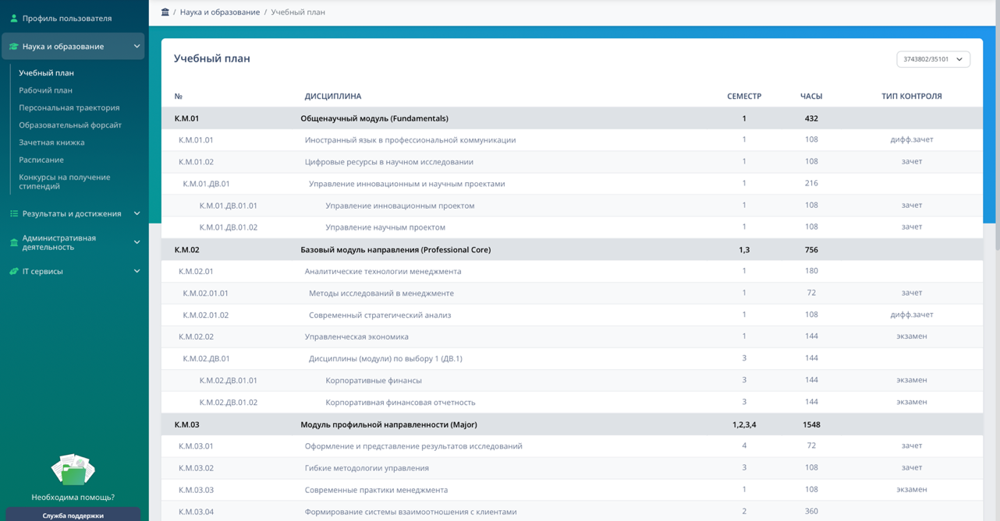 Профиль пользователя
Наука и образование
Учебный план
Рабочий план
Персональная траектория
Образовательный форсайт
Зачетная книжка
Расписание
Конкурсы на получение
стипендий
Результаты и достижения
Административная
деятельность
IT сервисы
Необходима помощь?
Служба поддержки
/ Наука и образование / Учебный план
Учебный план
3743802/35101
№ ДИСЦИПЛИНА СЕМЕСТР ЧАСЫ ТИП КОНТРОЛЯ
К.М.01 Общенаучный модуль (Fundamentals) 1 432
К.М.01.01 Иностранный язык в профессиональной коммуникации 1 108 дифф.зачет
К.М.01.02 Цифровые ресурсы в научном исследовании 1 108 зачет
К.М.01.ДВ.01 Управление инновационным и научным проектами 1 216
К.М.01.ДВ.01.01 Управление инновационным проектом 1 108 зачет
К.М.01.ДВ.01.02 Управление научным проектом 1 108 зачет
К.М.02 Базовый модуль направления (Professional Core) 1,3 756
К.М.02.01 Аналитические технологии менеджмента 1 180
К.М.02.01.01 Методы исследований в менеджменте 1 72 зачет
К.М.02.01.02 Современный стратегический анализ 1 108 дифф.зачет
К.М.02.02 Управленческая экономика 1 144 экзамен
К.М.02.ДВ.01 Дисциплины (модули) по выбору 1 (ДВ.1) 3 144
К.М.02.ДВ.01.01 Корпоративные финансы 3 144 экзамен
К.М.02.ДВ.01.02 Корпоративная финансовая отчетность 3 144 экзамен
К.М.03 Модуль профильной направленности (Major) 1,2,3,4 1548
К.М.03.01 Оформление и представление результатов исследований 4 72 зачет
К.М.03.02 Гибкие методологии управления 3 108 зачет
К.М.03.03 Современные практики менеджмента 1 108 экзамен
К.М.03.04 Формирование системы взаимоотношения с клиентами 2 360